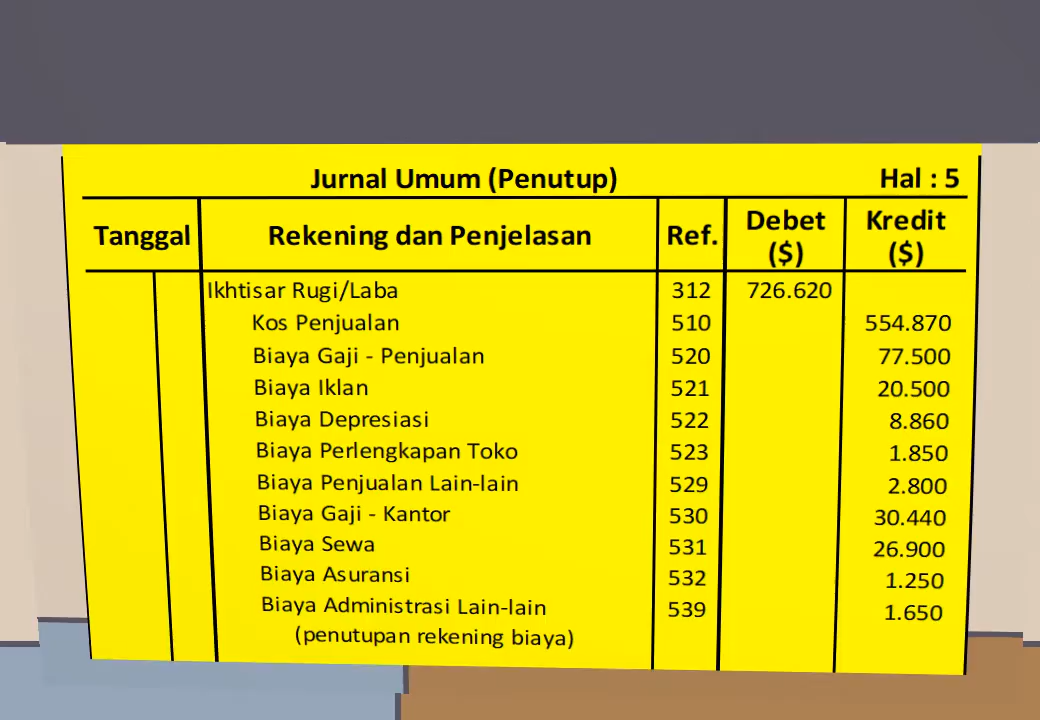 Jurnal Umum (Penutup) Hal : 5
Tanggal Rekening dan Penjelasan Ref. Debet ($) Kredit ($)
Ikhtisar Rugi/Laba 312 726.620
Kos Penjualan 510 554.870
Biaya Gaji - Penjualan 520 77.500
Biaya Iklan 521 20.500
Biaya Depresiasi 522 8.860
Biaya Perlengkapan Toko 523 1.850
Biaya Penjualan Lain-lain 529 2.800
Biaya Gaji - Kantor 530 30.440
Biaya Sewa 531 26.900
Biaya Asuransi 532 1.250
Biaya Administrasi Lain-lain 539 1.650
(penutupan rekening biaya)